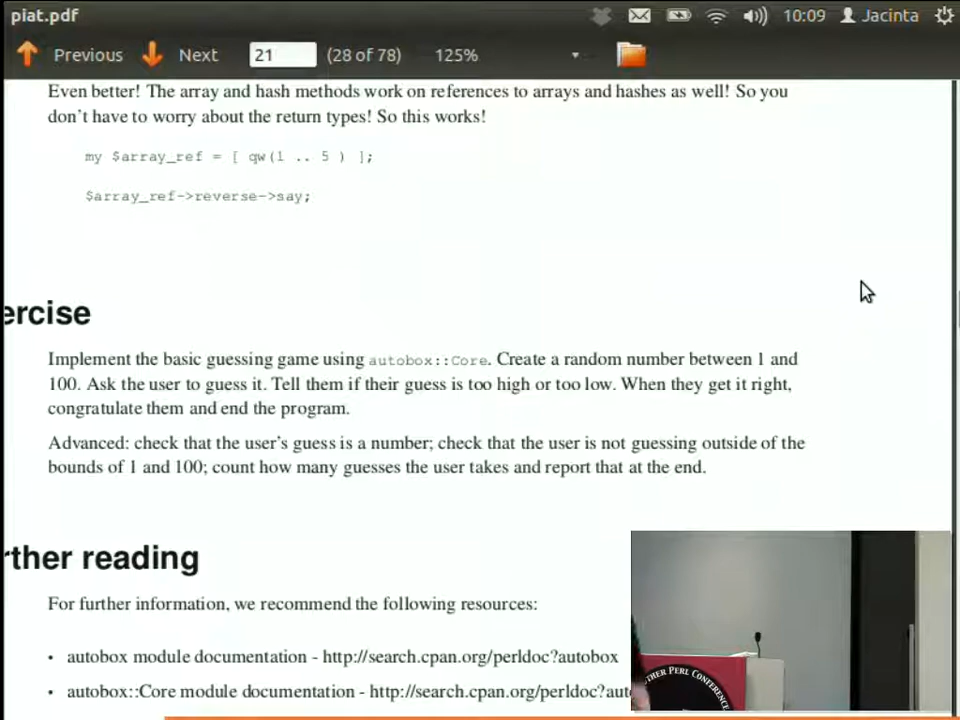 piat.pdf
10:09 Jacinta
Previous Next 21 (28 of 78) 125%
Even better! The array and hash methods work on references to arrays and hashes as well! So you
don't have to worry about the return types! So this works!
my $array_ref = [ qw(1 .. 5 ) ];
$array_ref->reverse->say;
ercise
Implement the basic guessing game using autobox::Core. Create a random number between 1 and
100. Ask the user to guess it. Tell them if their guess is too high or too low. When they get it right,
congratulate them and end the program.
Advanced: check that the user's guess is a number; check that the user is not guessing outside of the
bounds of 1 and 100; count how many guesses the user takes and report that at the end.
rther reading
For further information, we recommend the following resources:
• autobox module documentation - http://search.cpan.org/perldoc?autobox
• autobox::Core module documentation - http://search.cpan.org/perldoc?aut
THER PERL CONFERENCE